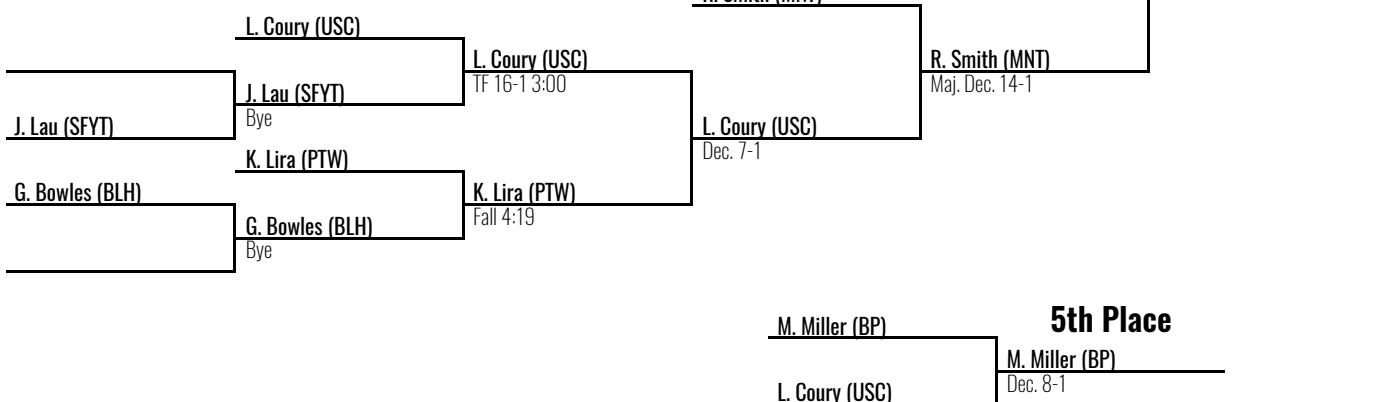 L. Coury (USC)
J. Lau (SFYT)
J. Lau (SFYT)
Bye
L. Coury (USC)
TF 16-1 3:00
K. Lira (PTW)
G. Bowles (BLH)
G. Bowles (BLH)
Bye
K. Lira (PTW)
Fall 4:19
L. Coury (USC)
Dec. 7-1
R. Smith (MNT)
R. Smith (MNT)
Maj. Dec. 14-1
5th Place
M. Miller (BP)
L. Coury (USC)
M. Miller (BP)
Dec. 8-1